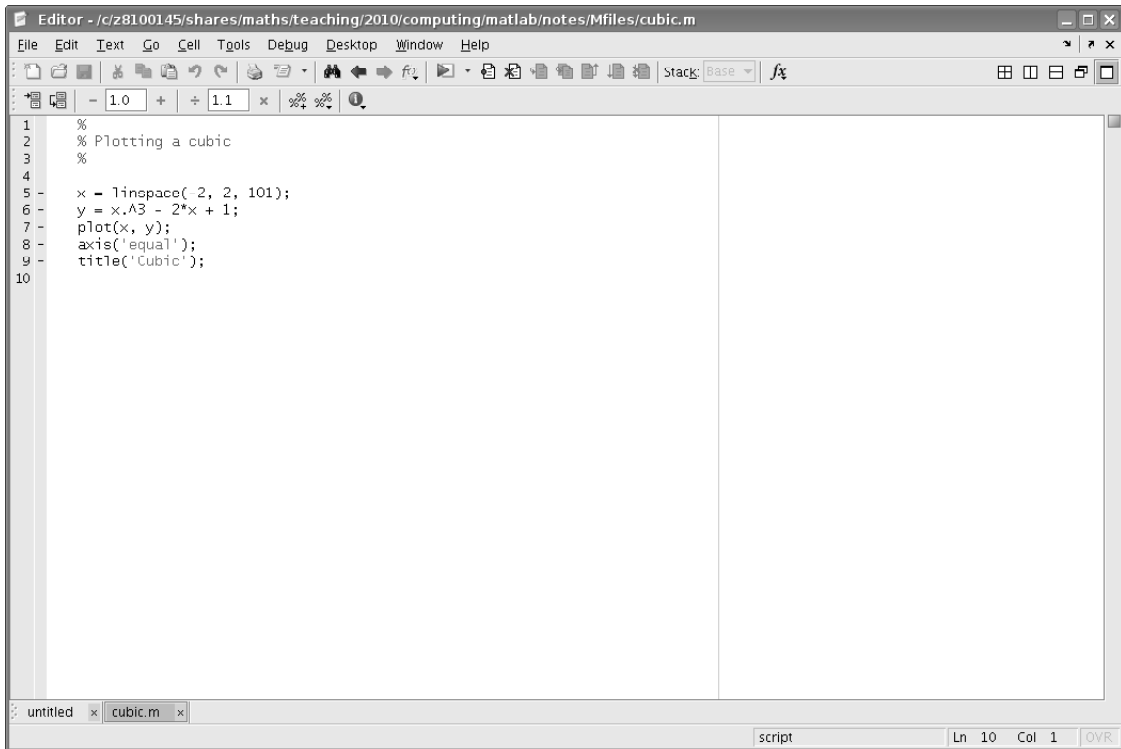 Editor - /c/z8100145/shares/maths/teaching/2010/computing/matlab/notes/Mfiles/cubic.m
File Edit Text Go Cell Tools Debug Desktop Window Help
Stack: Base fx
- 1.0 + ÷ 1.1 ×
1 %
2 % Plotting a cubic
3 %
4
5 - x = linspace(-2, 2, 101);
6 - y = x.^3 - 2*x + 1;
7 - plot(x, y);
8 - axis('equal');
9 - title('Cubic');
10
untitled × cubic.m ×
script Ln 10 Col 1 OVR